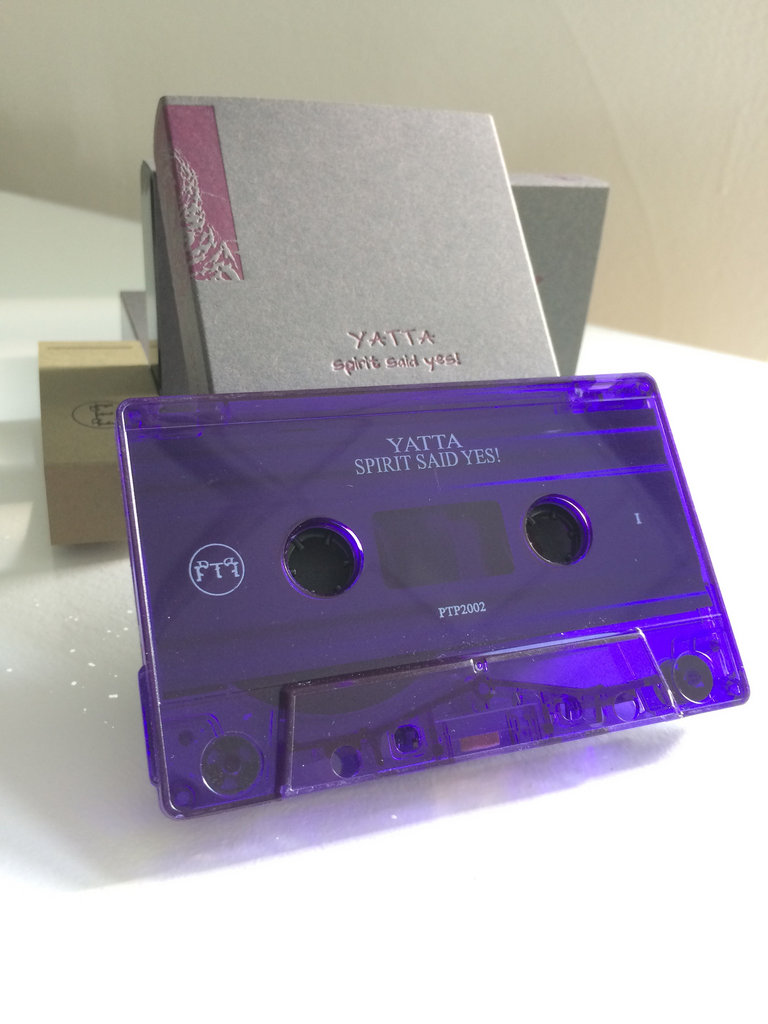 YATTA
spirit said yes!
YATTA
SPIRIT SAID YES!
I
PTP
PTP2002